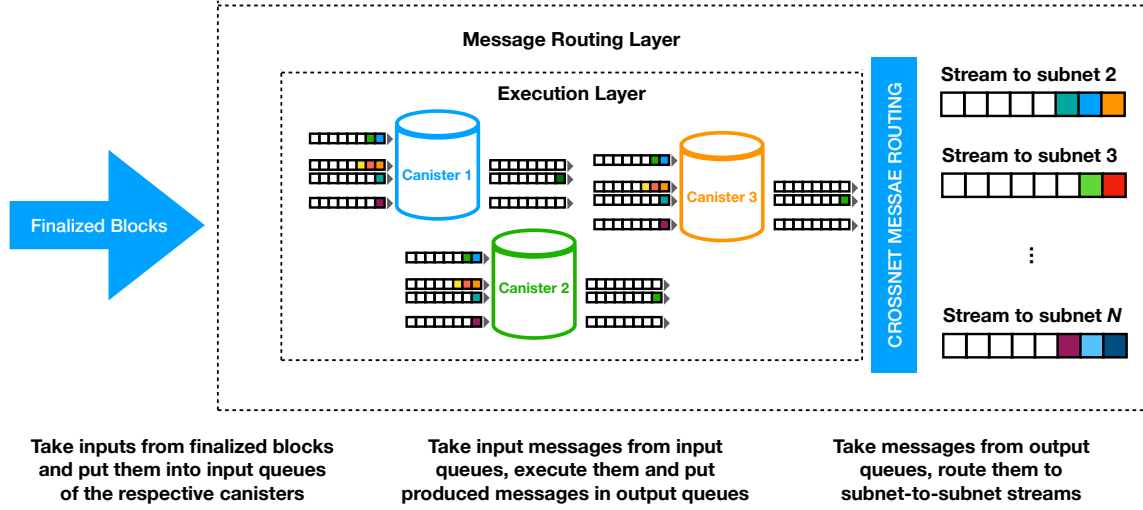 Message Routing Layer
Execution Layer
Finalized Blocks
Canister 1
Canister 2
Canister 3
CROSSNET MESSAE ROUTING
Stream to subnet 2
Stream to subnet 3
...
Stream to subnet N
Take inputs from finalized blocks
and put them into input queues
of the respective canisters
Take input messages from input
queues, execute them and put
produced messages in output queues
Take messages from output
queues, route them to
subnet-to-subnet streams